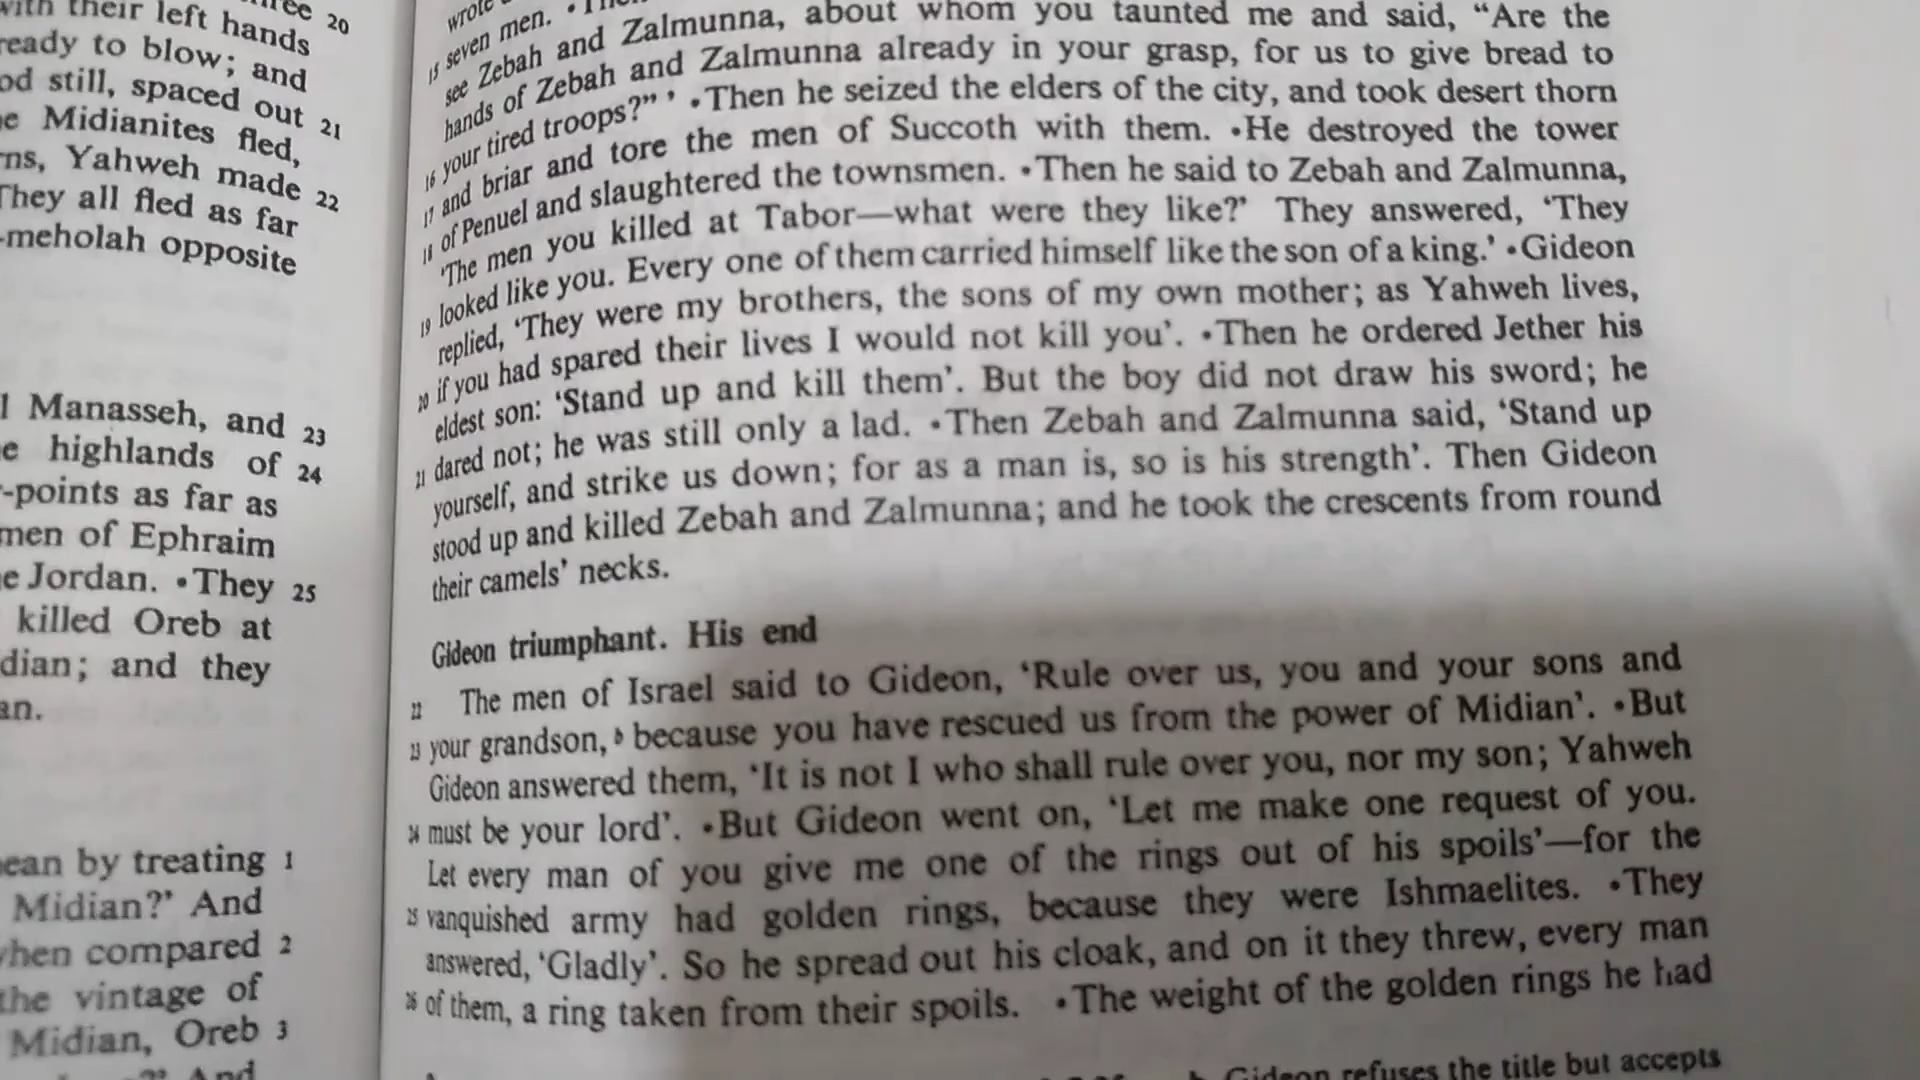 with their left hands 20
ready to blow; and
still, spaced out 21
Midianites fled,
Yahweh made 22
They all fled as far
-meholah opposite
Manasseh, and 23
highlands of 24
-points as far as
men of Ephraim
Jordan. •They 25
killed Oreb at
and they
treating 1
Midian?’ And
when compared 2
the vintage of
Midian, Oreb 3
And
wrote
15 seven men.
see Zebah and Zalmunna, about whom you taunted me and said, “Are the
hands of Zebah and Zalmunna already in your grasp, for us to give bread to
16 your tired troops?” ’ •Then he seized the elders of the city, and took desert thorn
17 and briar and tore the men of Succoth with them. •He destroyed the tower
18 of Penuel and slaughtered the townsmen. •Then he said to Zebah and Zalmunna,
‘The men you killed at Tabor—what were they like?’ They answered, ‘They
19 looked like you. Every one of them carried himself like the son of a king.’ •Gideon
replied, ‘They were my brothers, the sons of my own mother; as Yahweh lives,
20 if you had spared their lives I would not kill you’. •Then he ordered Jether his
eldest son: ‘Stand up and kill them’. But the boy did not draw his sword; he
21 dared not; he was still only a lad. •Then Zebah and Zalmunna said, ‘Stand up
yourself, and strike us down; for as a man is, so is his strength’. Then Gideon
stood up and killed Zebah and Zalmunna; and he took the crescents from round
their camels’ necks.
Gideon triumphant. His end
22 The men of Israel said to Gideon, ‘Rule over us, you and your sons and
23 your grandson, b because you have rescued us from the power of Midian’. •But
Gideon answered them, ‘It is not I who shall rule over you, nor my son; Yahweh
24 must be your lord’. •But Gideon went on, ‘Let me make one request of you.
Let every man of you give me one of the rings out of his spoils’—for the
25 vanquished army had golden rings, because they were Ishmaelites. •They
answered, ‘Gladly’. So he spread out his cloak, and on it they threw, every man
26 of them, a ring taken from their spoils. •The weight of the golden rings he had
b Gideon refuses the title but accepts